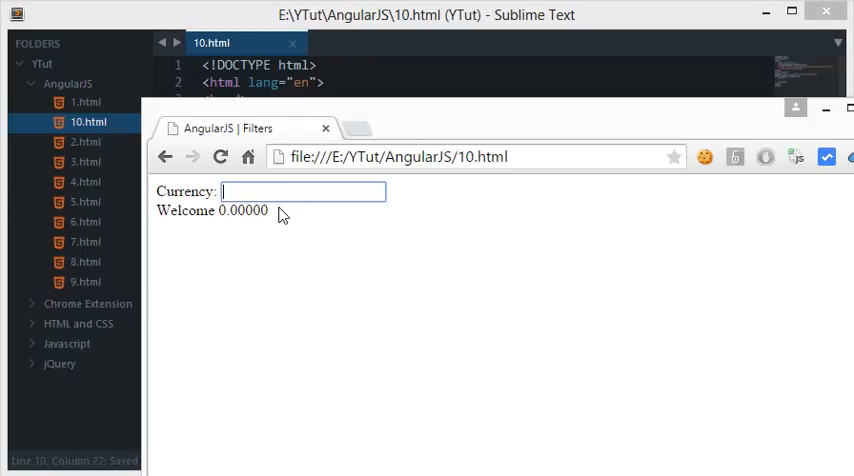 E:\YTut\AngularJS\10.html (YTut) - Sublime Text
FOLDERS
YTut
AngularJS
1.html
10.html
2.html
3.html
4.html
5.html
6.html
7.html
8.html
9.html
Chrome Extension
HTML and CSS
Javascript
jQuery
Line 10, Column 27; Saved
10.html
1 <!DOCTYPE html>
2 <html lang="en">
AngularJS | Filters
file:///E:/YTut/AngularJS/10.html
js
Currency:
Welcome 0.00000